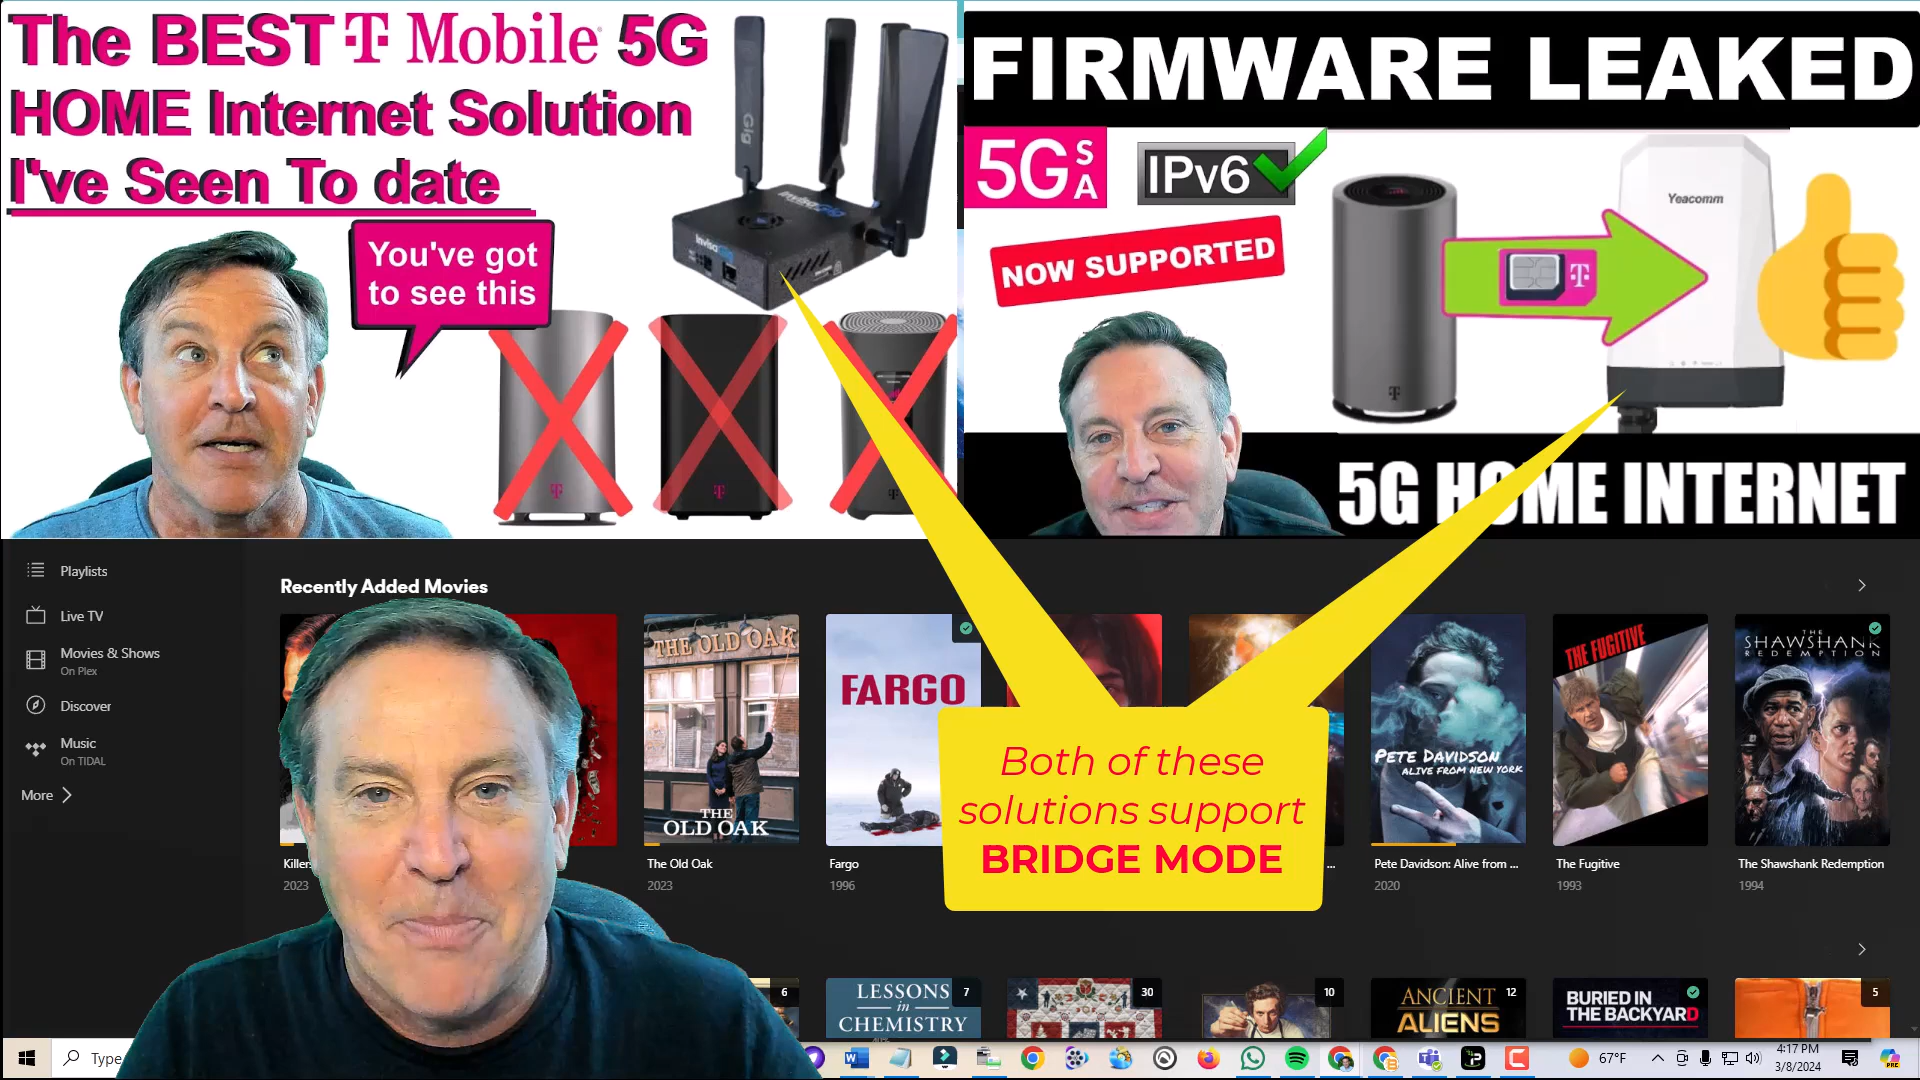 The BEST T Mobile 5G
HOME Internet Solution
I've Seen To date
You've got
to see this
FIRMWARE LEAKED
5G SA
IPv6
NOW SUPPORTED
Yeacomm
T
5G HOME INTERNET
Playlists
Live TV
Movies & Shows
On Plex
Discover
Music
On TIDAL
More
Recently Added Movies
THE OLD OAK
THE
OLD OAK
FARGO
PETE DAVIDSON
ALIVE FROM NEW YORK
THE FUGITIVE
THE
SHAWSHANK
REDEMPTION
Both of these
solutions support
BRIDGE MODE
Killers
2023
The Old Oak
2023
Fargo
1996
...
Pete Davidson: Alive from ...
2020
The Fugitive
1993
The Shawshank Redemption
1994
6
LESSONS
in
CHEMISTRY
7
30
10
ANCIENT
ALIENS
12
BURIED IN
THE BACKYARD
5
Type
67°F
4:17 PM
3/8/2024